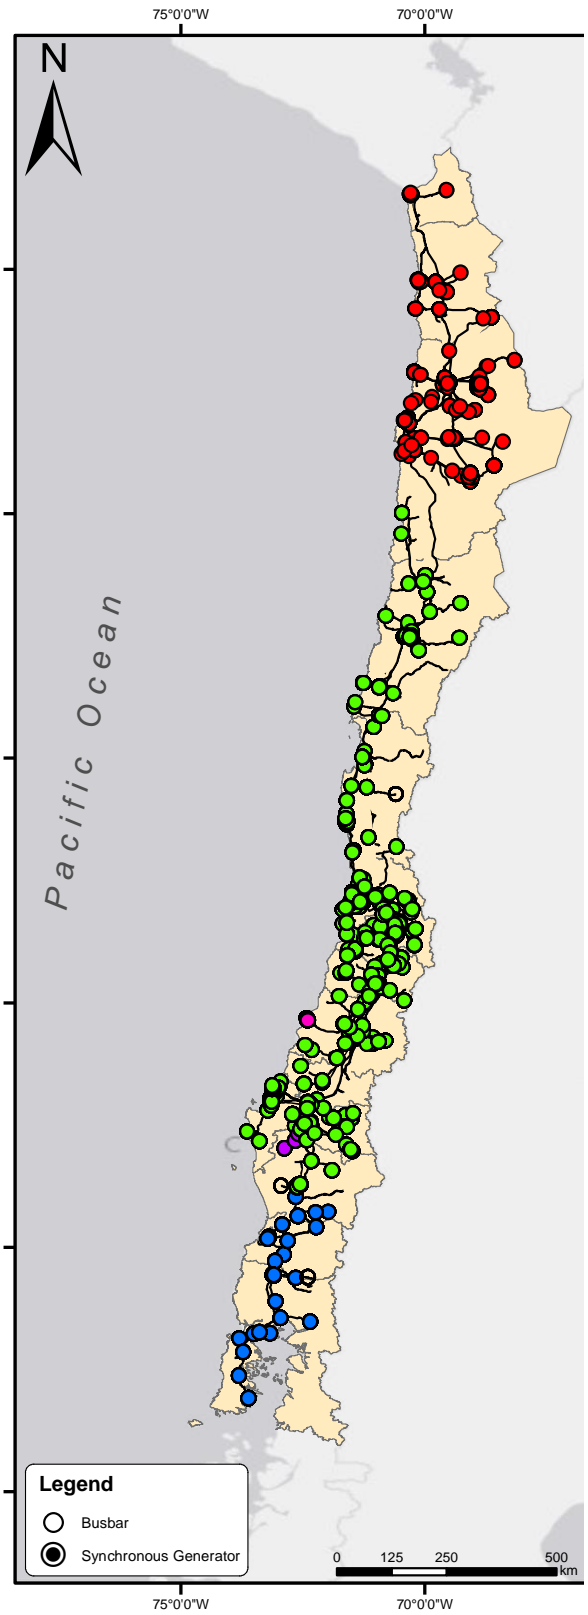 75°0'0"W 70°0'0"W
N
Pacific Ocean
Legend
Busbar
Synchronous Generator
0 125 250 500
km
75°0'0"W 70°0'0"W